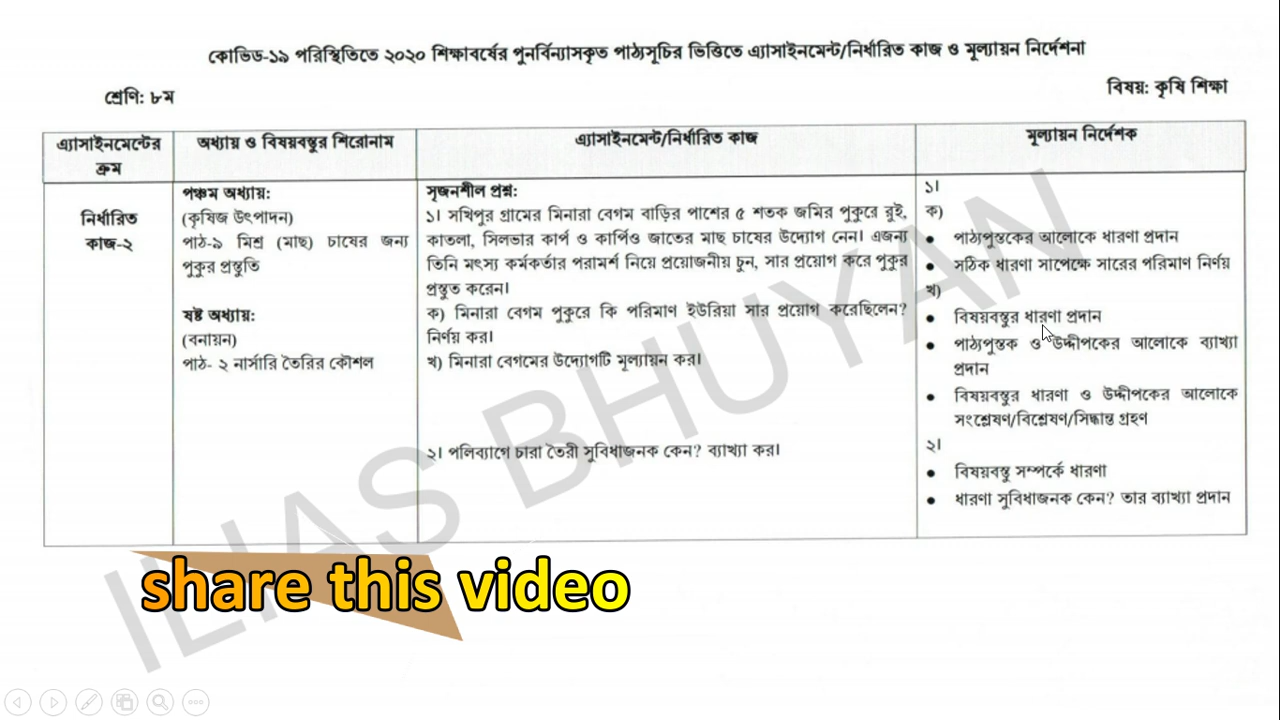 কোভিড-১৯ পরিস্থিতিতে ২০২০ শিক্ষাবর্ষের পুনর্বিন্যাসকৃত পাঠ্যসূচির ভিত্তিতে এ্যাসাইনমেন্ট/নির্ধারিত কাজ ও মূল্যায়ন নির্দেশনা
শ্রেণি: ৮ম
বিষয়: কৃষি শিক্ষা
এ্যাসাইনমেন্টের
ক্রম
অধ্যায় ও বিষয়বস্তুর শিরোনাম
এ্যাসাইনমেন্ট/নির্ধারিত কাজ
মূল্যায়ন নির্দেশক
নির্ধারিত
কাজ-২
পঞ্চম অধ্যায়:
(কৃষিজ উৎপাদন)
পাঠ-৯ মিশ্র (মাছ) চাষের জন্য
পুকুর প্রস্তুতি
ষষ্ট অধ্যায়:
(বনায়ন)
পাঠ- ২ নার্সারি তৈরির কৌশল
সৃজনশীল প্রশ্ন:
১। সখিপুর গ্রামের মিনারা বেগম বাড়ির পাশের ৫ শতক জমির পুকুরে রুই,
কাতলা, সিলভার কার্প ও কার্পিও জাতের মাছ চাষের উদ্যোগ নেন। এজন্য
তিনি মৎস্য কর্মকর্তার পরামর্শ নিয়ে প্রয়োজনীয় চুন, সার প্রয়োগ করে পুকুর
প্রস্তুত করেন।
ক) মিনারা বেগম পুকুরে কি পরিমাণ ইউরিয়া সার প্রয়োগ করেছিলেন?
নির্ণয় কর।
খ) মিনারা বেগমের উদ্যোগটি মূল্যায়ন কর।
২। পলিব্যাগে চারা তৈরী সুবিধাজনক কেন? ব্যাখ্যা কর।
১।
ক)
• পাঠ্যপুস্তকের আলোকে ধারণা প্রদান
• সঠিক ধারণা সাপেক্ষে সারের পরিমাণ নির্ণয়
খ)
• বিষয়বস্তুর ধারণা প্রদান
• পাঠ্যপুস্তক ও উদ্দীপকের আলোকে ব্যাখ্যা
প্রদান
• বিষয়বস্তুর ধারণা ও উদ্দীপকের আলোকে
সংশ্লেষণ/বিশ্লেষণ/সিদ্ধান্ত গ্রহণ
২।
• বিষয়বস্তু সম্পর্কে ধারণা
• ধারণা সুবিধাজনক কেন? তার ব্যাখ্যা প্রদান
ILIAS BHUYAN
share this video